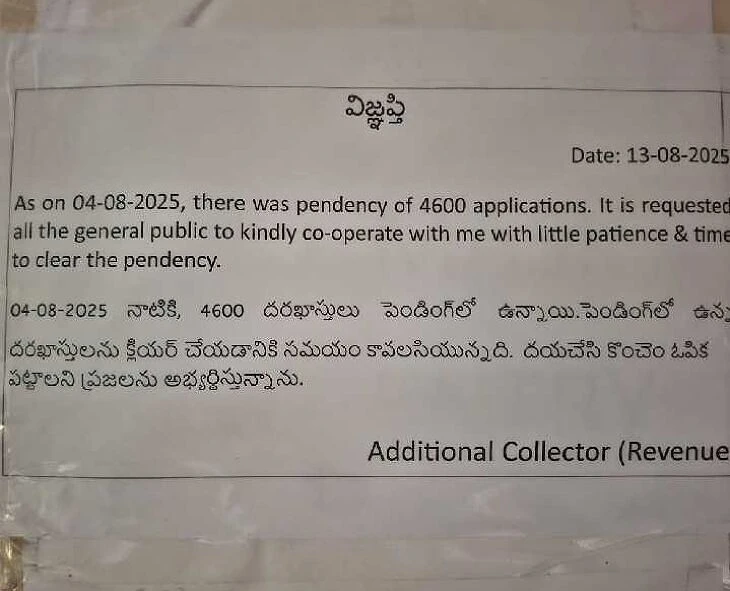 విజ్ఞప్తి
Date: 13-08-2025
As on 04-08-2025, there was pendency of 4600 applications. It is requested
all the general public to kindly co-operate with me with little patience & time
to clear the pendency.
04-08-2025 నాటికి, 4600 దరఖాస్తులు పెండింగ్‌లో ఉన్నాయి.పెండింగ్‌లో
దరఖాస్తులను క్లియర్ చేయడానికి సమయం కావలసియున్నది. దయచేసి కొంచెం ఓపిక
పట్టాలని ప్రజలను అభ్యర్థిస్తున్నాను.
Additional Collector (Revenue